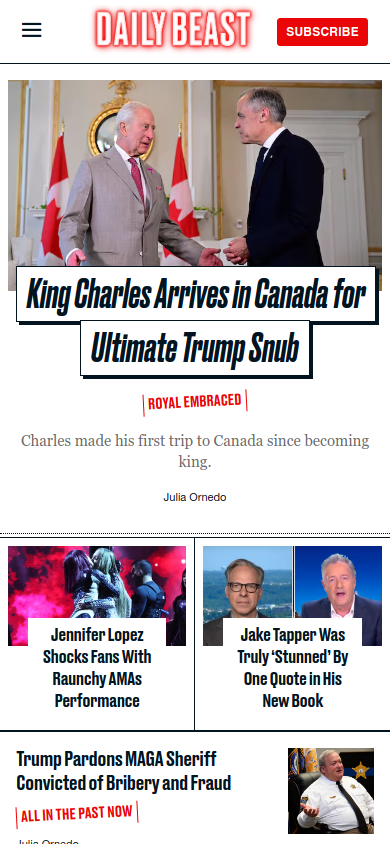 DAILY BEAST
SUBSCRIBE
King Charles Arrives in Canada for
Ultimate Trump Snub
ROYAL EMBRACED
Charles made his first trip to Canada since becoming
king.
Julia Ornedo
Jennifer Lopez
Shocks Fans With
Raunchy AMAs
Performance
Jake Tapper Was
Truly ‘Stunned’ By
One Quote in His
New Book
Trump Pardons MAGA Sheriff
Convicted of Bribery and Fraud
ALL IN THE PAST NOW
Julia Ornedo